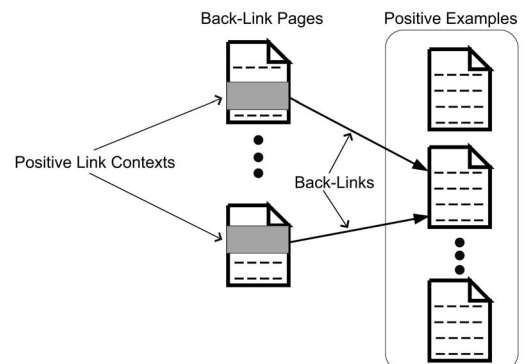 Back-Link Pages
Positive Examples
Positive Link Contexts
Back-Links